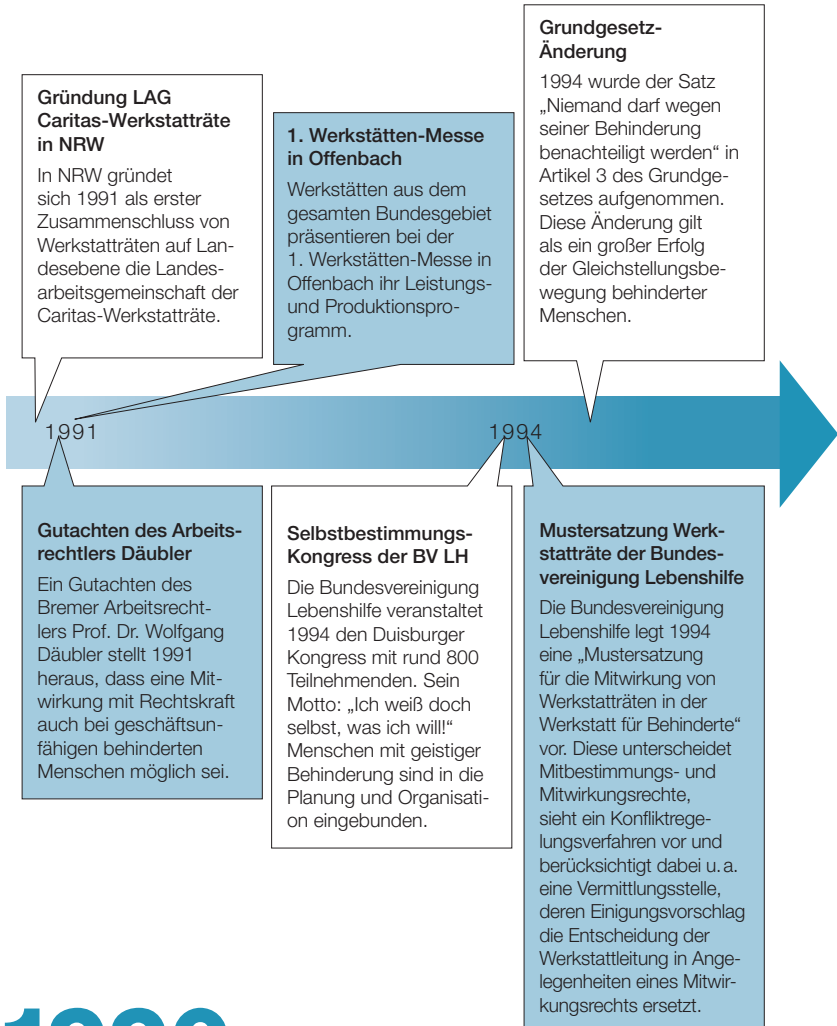 Gründung LAG
Caritas-Werkstatträte
in NRW
In NRW gründet
sich 1991 als erster
Zusammenschluss von
Werkstatträten auf Lan-
desebene die Landes-
arbeitsgemeinschaft der
Caritas-Werkstatträte.
1. Werkstätten-Messe
in Offenbach
Werkstätten aus dem
gesamten Bundesgebiet
präsentieren bei der
1. Werkstätten-Messe in
Offenbach ihr Leistungs-
und Produktionspro-
gramm.
Grundgesetz-
Änderung
1994 wurde der Satz
„Niemand darf wegen
seiner Behinderung
benachteiligt werden“ in
Artikel 3 des Grundge-
setzes aufgenommen.
Diese Änderung gilt
als ein großer Erfolg
der Gleichstellungsbe-
wegung behinderter
Menschen.
1991
1994
Gutachten des Arbeits-
rechtlers Däubler
Ein Gutachten des
Bremer Arbeitsrecht-
lers Prof. Dr. Wolfgang
Däubler stellt 1991
heraus, dass eine Mit-
wirkung mit Rechtskraft
auch bei geschäftsun-
fähigen behinderten
Menschen möglich sei.
Selbstbestimmungs-
Kongress der BV LH
Die Bundesvereinigung
Lebenshilfe veranstaltet
1994 den Duisburger
Kongress mit rund 800
Teilnehmenden. Sein
Motto: „Ich weiß doch
selbst, was ich will!“
Menschen mit geistiger
Behinderung sind in die
Planung und Organisati-
on eingebunden.
Mustersatzung Werk-
statträte der Bundes-
vereinigung Lebenshilfe
Die Bundesvereinigung
Lebenshilfe legt 1994
eine „Mustersatzung
für die Mitwirkung von
Werkstatträten in der
Werkstatt für Behinderte“
vor. Diese unterscheidet
Mitbestimmungs- und
Mitwirkungsrechte,
sieht ein Konfliktrege-
lungsverfahren vor und
berücksichtigt dabei u. a.
eine Vermittlungsstelle,
deren Einigungsvorschlag
die Entscheidung der
Werkstattleitung in Ange-
legenheiten eines Mitwir-
kungsrechts ersetzt.